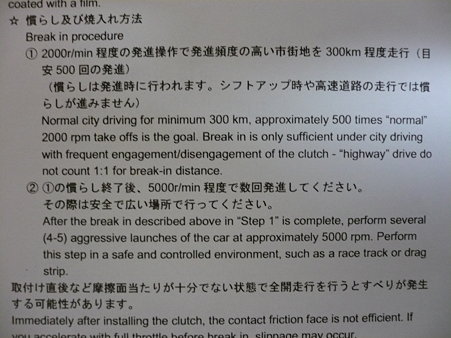 coated with a film.
☆ 慣らし及び焼入れ方法
Break in procedure
① 2000r/min 程度の発進操作で発進頻度の高い市街地を 300km 程度走行（目
安 500 回の発進）
（慣らしは発進時に行われます。シフトアップ時や高速道路の走行では慣
らしが進みません）
Normal city driving for minimum 300 km, approximately 500 times “normal”
2000 rpm take offs is the goal. Break in is only sufficient under city driving
with frequent engagement/disengagement of the clutch - “highway” drive do
not count 1:1 for break-in distance.
② ①の慣らし終了後、5000r/min 程度で数回発進してください。
その際は安全で広い場所で行ってください。
After the break in described above in “Step 1” is complete, perform several
(4-5) aggressive launches of the car at approximately 5000 rpm. Perform
this step in a safe and controlled environment, such as a race track or drag
strip.
取付け直後など摩擦面当たりが十分でない状態で全開走行を行うとすべりが発生
する可能性があります。
Immediately after installing the clutch, the contact friction face is not efficient. If
you accelerate with full throttle before break in, slippage may occur.